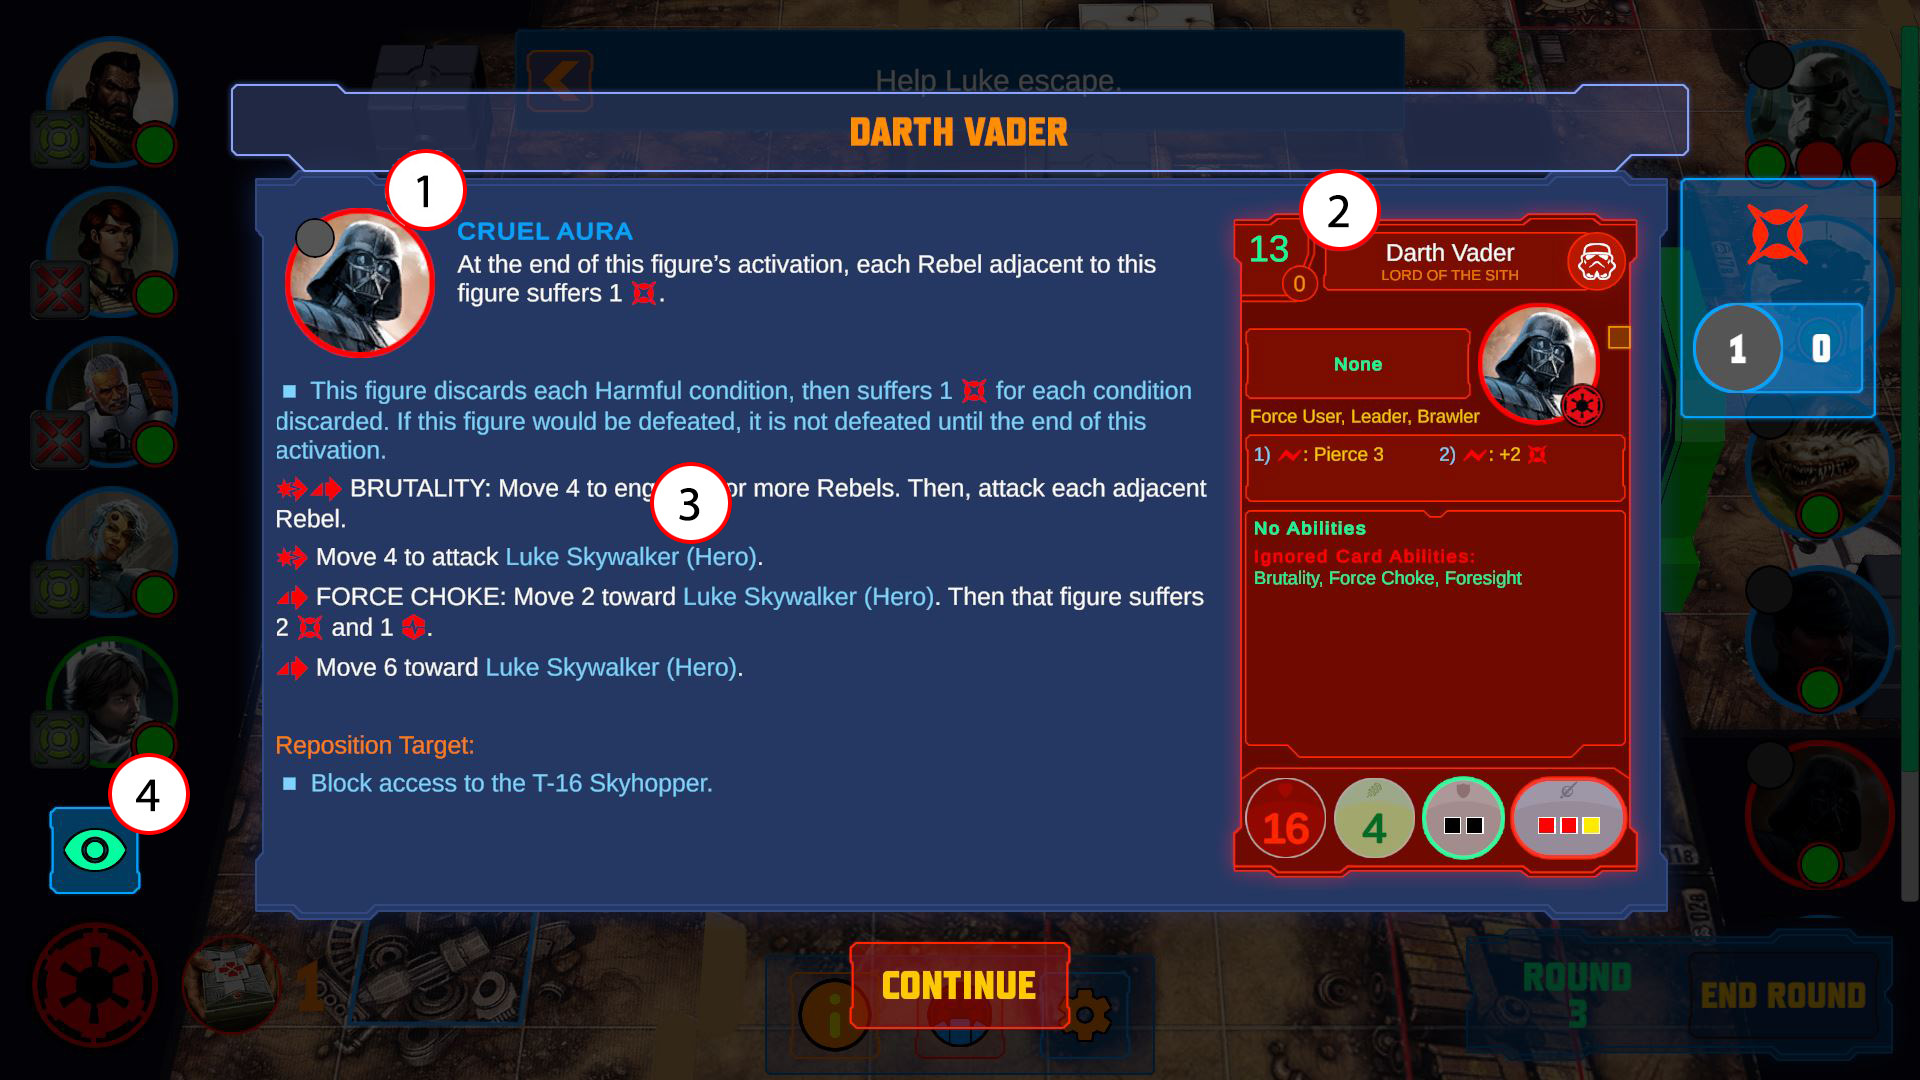 Help Luke escape.
DARTH VADER
1
CRUEL AURA
At the end of this figure’s activation, each Rebel adjacent to this
figure suffers 1 .
This figure discards each Harmful condition, then suffers 1 for each condition
discarded. If this figure would be defeated, it is not defeated until the end of this
activation.
BRUTALITY: Move 4 to or more Rebels. Then, attack each adjacent
Rebel.
3
Move 4 to attack Luke Skywalker (Hero).
FORCE CHOKE: Move 2 toward Luke Skywalker (Hero). Then that figure suffers
2 and 1 .
Move 6 toward Luke Skywalker (Hero).
Reposition Target:
Block access to the T-16 Skyhopper.
2
13
0
Darth Vader
LORD OF THE SITH
None
Force User, Leader, Brawler
1) : Pierce 3 2) : +2
No Abilities
Ignored Card Abilities:
Brutality, Force Choke, Foresight
16 4
1 0
4
1
CONTINUE
ROUND
3
END ROUND